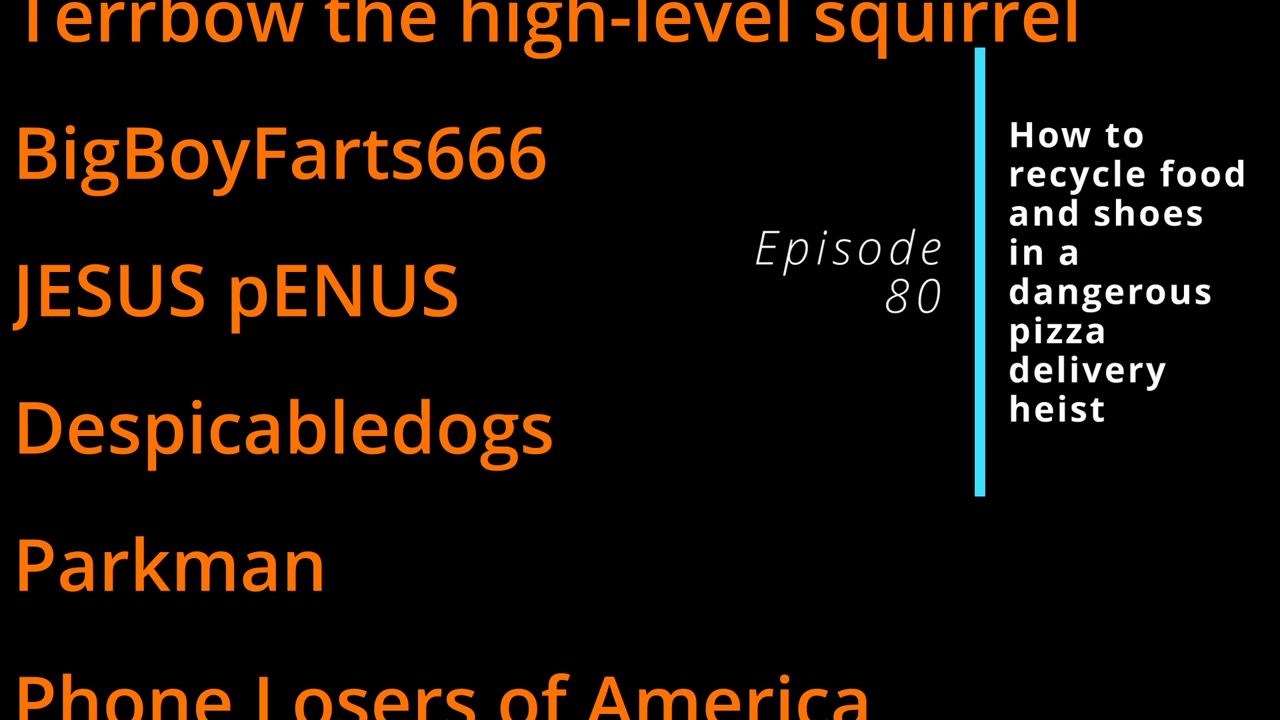 Terrbow the high-level squirrel
BigBoyFarts666
JESUS pENUS
Despicabledogs
Parkman
Phone Losers of America
Episode
80
How to
recycle food
and shoes
in a
dangerous
pizza
delivery
heist